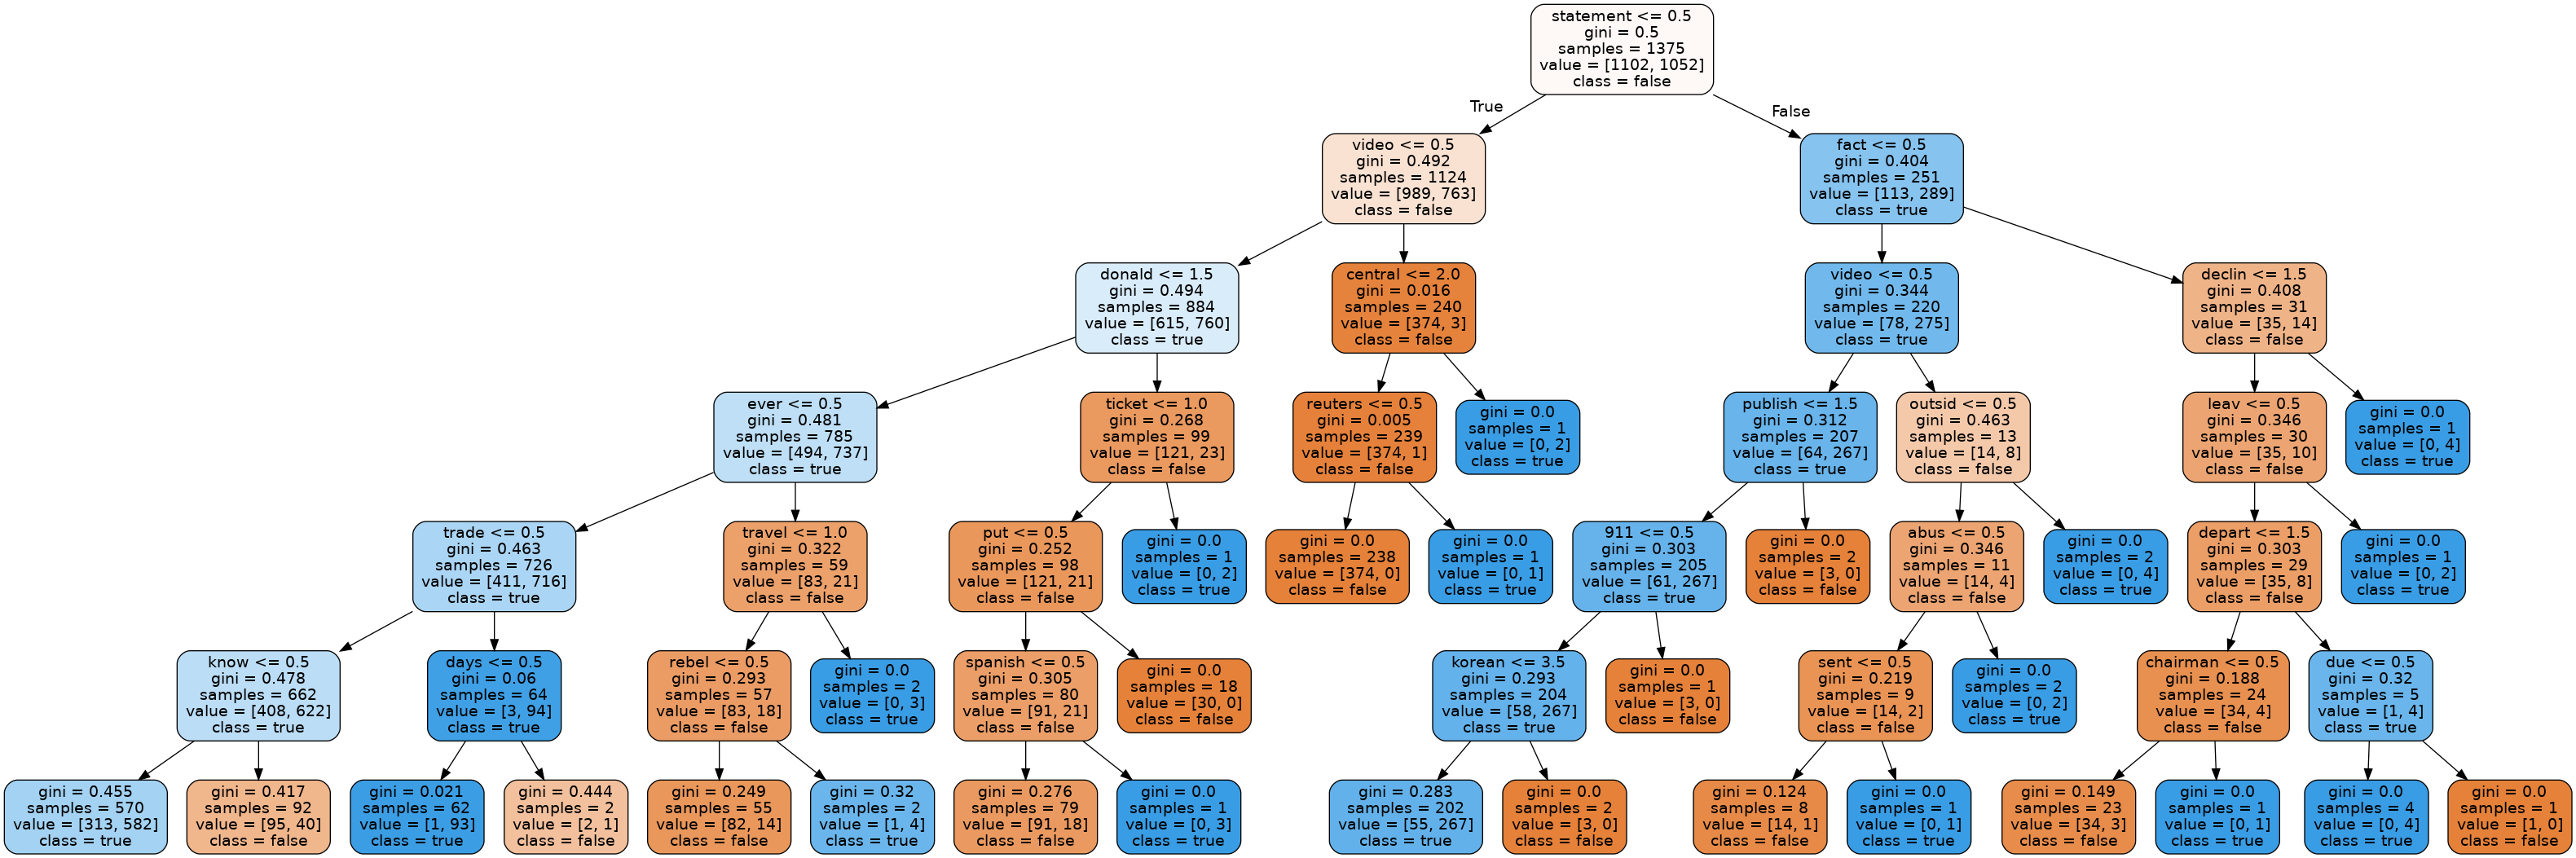 statement <= 0.5
gini = 0.5
samples = 1375
value = [1102, 1052]
class = false
True
False
video <= 0.5
gini = 0.492
samples = 1124
value = [989, 763]
class = false
fact <= 0.5
gini = 0.404
samples = 251
value = [113, 289]
class = true
donald <= 1.5
gini = 0.494
samples = 884
value = [615, 760]
class = true
central <= 2.0
gini = 0.016
samples = 240
value = [374, 3]
class = false
video <= 0.5
gini = 0.344
samples = 220
value = [78, 275]
class = true
declin <= 1.5
gini = 0.408
samples = 31
value = [35, 14]
class = false
ever <= 0.5
gini = 0.481
samples = 785
value = [494, 737]
class = true
ticket <= 1.0
gini = 0.268
samples = 99
value = [121, 23]
class = false
reuters <= 0.5
gini = 0.005
samples = 239
value = [374, 1]
class = false
gini = 0.0
samples = 1
value = [0, 2]
class = true
publish <= 1.5
gini = 0.312
samples = 207
value = [64, 267]
class = true
outsid <= 0.5
gini = 0.463
samples = 13
value = [14, 8]
class = false
leav <= 0.5
gini = 0.346
samples = 30
value = [35, 10]
class = false
gini = 0.0
samples = 1
value = [0, 4]
class = true
trade <= 0.5
gini = 0.463
samples = 726
value = [411, 716]
class = true
travel <= 1.0
gini = 0.322
samples = 59
value = [83, 21]
class = false
put <= 0.5
gini = 0.252
samples = 98
value = [121, 21]
class = false
gini = 0.0
samples = 1
value = [0, 2]
class = true
gini = 0.0
samples = 238
value = [374, 0]
class = false
gini = 0.0
samples = 1
value = [0, 1]
class = true
911 <= 0.5
gini = 0.303
samples = 205
value = [61, 267]
class = true
gini = 0.0
samples = 2
value = [3, 0]
class = false
abus <= 0.5
gini = 0.346
samples = 11
value = [14, 4]
class = false
gini = 0.0
samples = 2
value = [0, 4]
class = true
depart <= 1.5
gini = 0.303
samples = 29
value = [35, 8]
class = false
gini = 0.0
samples = 1
value = [0, 2]
class = true
know <= 0.5
gini = 0.478
samples = 662
value = [408, 622]
class = true
days <= 0.5
gini = 0.06
samples = 64
value = [3, 94]
class = true
rebel <= 0.5
gini = 0.293
samples = 57
value = [83, 18]
class = false
gini = 0.0
samples = 2
value = [0, 3]
class = true
spanish <= 0.5
gini = 0.305
samples = 80
value = [91, 21]
class = false
gini = 0.0
samples = 18
value = [30, 0]
class = false
korean <= 3.5
gini = 0.293
samples = 204
value = [58, 267]
class = true
gini = 0.0
samples = 1
value = [3, 0]
class = false
sent <= 0.5
gini = 0.219
samples = 9
value = [14, 2]
class = false
gini = 0.0
samples = 2
value = [0, 2]
class = true
chairman <= 0.5
gini = 0.188
samples = 24
value = [34, 4]
class = false
due <= 0.5
gini = 0.32
samples = 5
value = [1, 4]
class = true
gini = 0.455
samples = 570
value = [313, 582]
class = true
gini = 0.417
samples = 92
value = [95, 40]
class = false
gini = 0.021
samples = 62
value = [1, 93]
class = true
gini = 0.444
samples = 2
value = [2, 1]
class = false
gini = 0.249
samples = 55
value = [82, 14]
class = false
gini = 0.32
samples = 2
value = [1, 4]
class = true
gini = 0.276
samples = 79
value = [91, 18]
class = false
gini = 0.0
samples = 1
value = [0, 3]
class = true
gini = 0.283
samples = 202
value = [55, 267]
class = true
gini = 0.0
samples = 2
value = [3, 0]
class = false
gini = 0.124
samples = 8
value = [14, 1]
class = false
gini = 0.0
samples = 1
value = [0, 1]
class = true
gini = 0.149
samples = 23
value = [34, 3]
class = false
gini = 0.0
samples = 1
value = [0, 1]
class = true
gini = 0.0
samples = 4
value = [0, 4]
class = true
gini = 0.0
samples = 1
value = [1, 0]
class = false